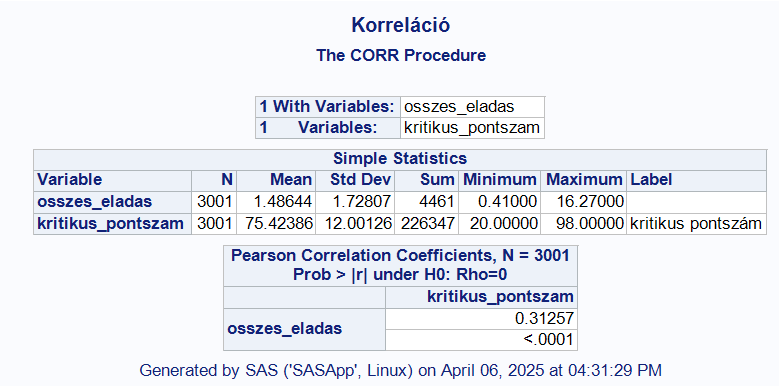 Korreláció
The CORR Procedure
1 With Variables: osszes_eladas
1 Variables: kritikus_pontszam
Simple Statistics
Variable N Mean Std Dev Sum Minimum Maximum Label
osszes_eladas 3001 1.48644 1.72807 4461 0.41000 16.27000
kritikus_pontszam 3001 75.42386 12.00126 226347 20.00000 98.00000 kritikus pontszám
Pearson Correlation Coefficients, N = 3001
Prob > |r| under H0: Rho=0
kritikus_pontszam
osszes_eladas
0.31257
<.0001
Generated by SAS ('SASApp', Linux) on April 06, 2025 at 04:31:29 PM